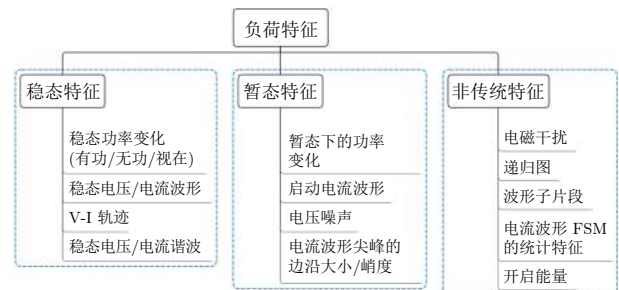 负荷特征
稳态特征
稳态功率变化
(有功/无功/视在)
稳态电压/电流波形
V-I 轨迹
稳态电压/电流谐波
暂态特征
暂态下的功率
变化
启动电流波形
电压噪声
电流波形尖峰的
边沿大小/峭度
非传统特征
电磁干扰
递归图
波形子片段
电流波形 FSM
的统计特征
开启能量